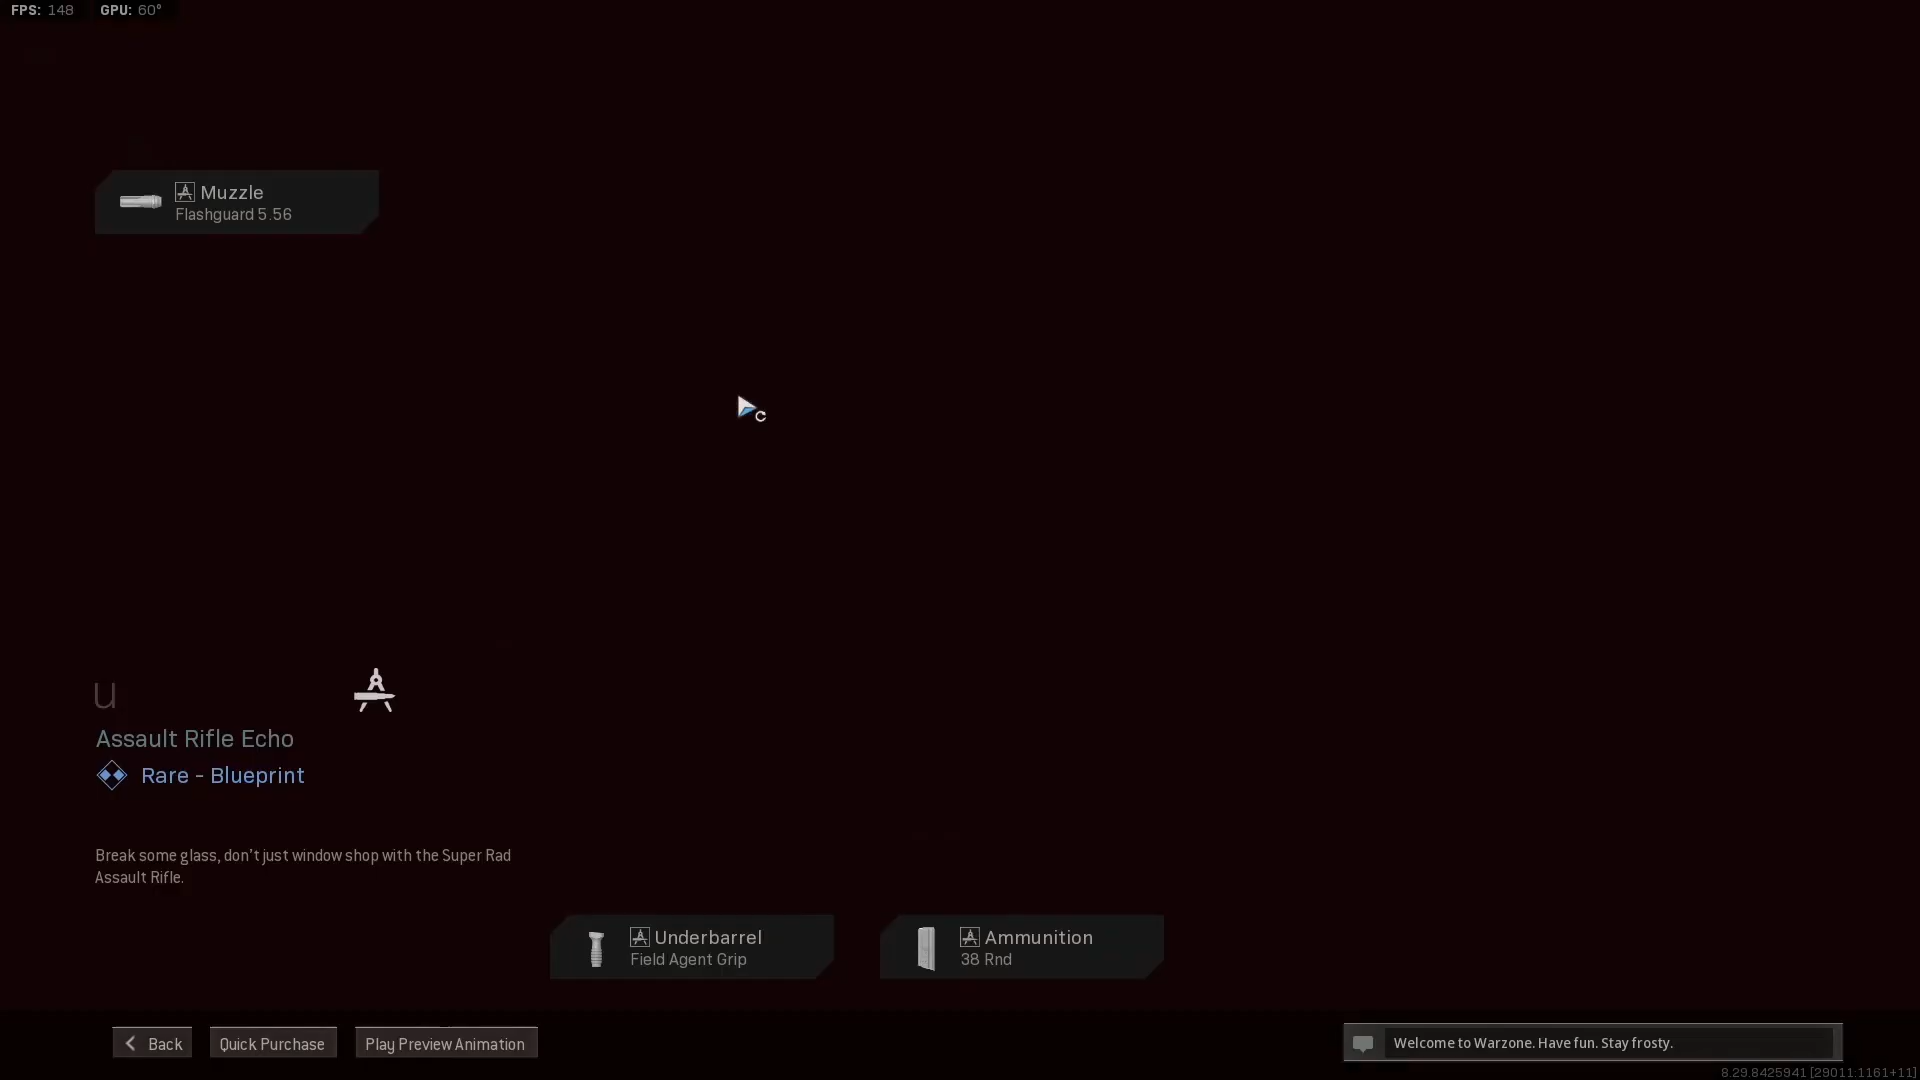 FPS: 148 GPU: 60°
Muzzle
Flashguard 5.56
U
Assault Rifle Echo
Rare - Blueprint
Break some glass, don't just window shop with the Super Rad
Assault Rifle.
Underbarrel
Field Agent Grip
Ammunition
38 Rnd
Back
Quick Purchase
Play Preview Animation
Welcome to Warzone. Have fun. Stay frosty.
8.29.8425941 [29011:1161+11]